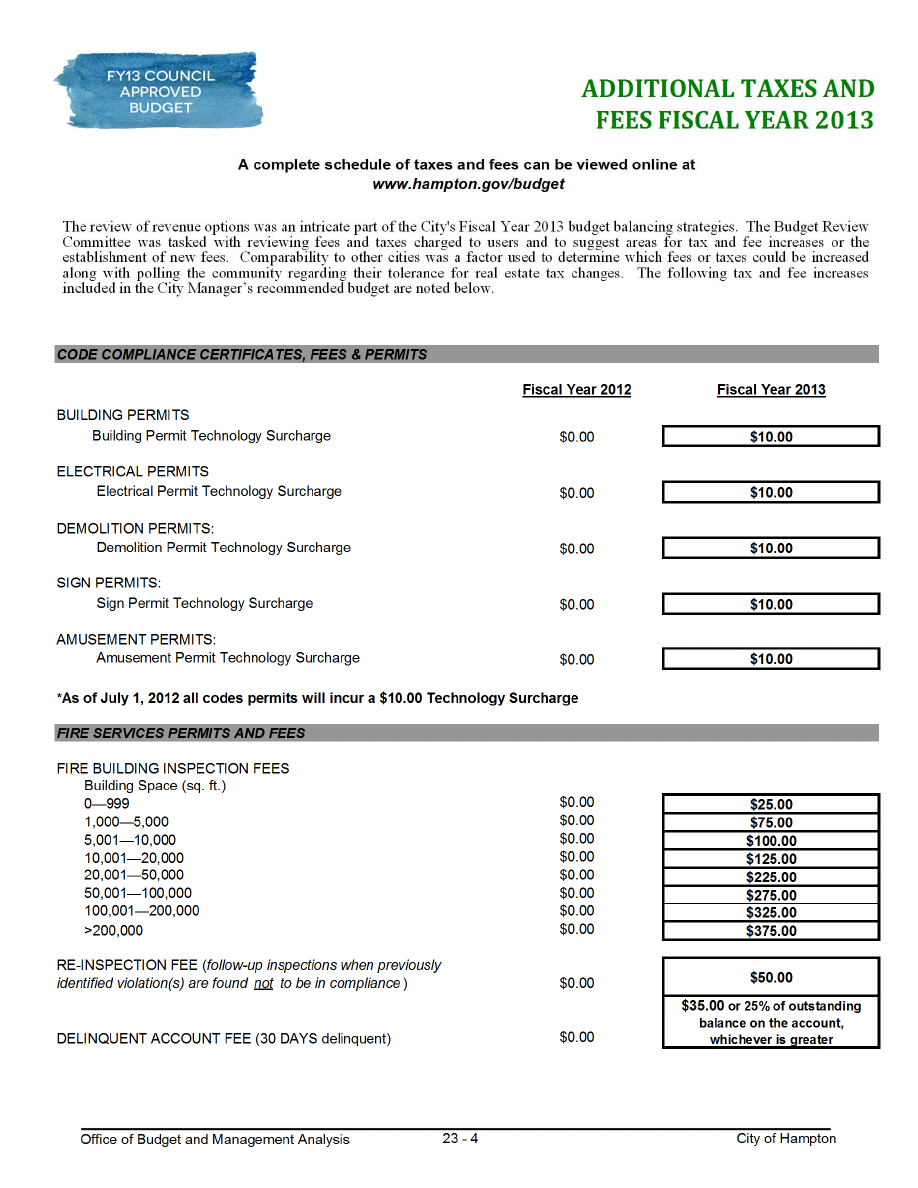 FY13 COUNCIL
APPROVED
BUDGET
ADDITIONAL TAXES AND
FEES FISCAL YEAR 2013
A complete schedule of taxes and fees can be viewed online at
www.hampton.gov/budget
The review of revenue options was an intricate part of the City's Fiscal Year 2013 budget balancing strategies. The Budget Review
Committee was tasked with reviewing fees and taxes charged to users and to suggest areas for tax and fee increases or the
establishment of new fees. Comparability to other cities was a factor used to determine which fees or taxes could be increased
along with polling the community regarding their tolerance for real estate tax changes. The following tax and fee increases
included in the City Manager’s recommended budget are noted below.
CODE COMPLIANCE CERTIFICATES, FEES & PERMITS
Fiscal Year 2012 Fiscal Year 2013
BUILDING PERMITS
Building Permit Technology Surcharge $0.00 $10.00
ELECTRICAL PERMITS
Electrical Permit Technology Surcharge $0.00 $10.00
DEMOLITION PERMITS:
Demolition Permit Technology Surcharge $0.00 $10.00
SIGN PERMITS:
Sign Permit Technology Surcharge $0.00 $10.00
AMUSEMENT PERMITS:
Amusement Permit Technology Surcharge $0.00 $10.00
*As of July 1, 2012 all codes permits will incur a $10.00 Technology Surcharge
FIRE SERVICES PERMITS AND FEES
FIRE BUILDING INSPECTION FEES
Building Space (sq. ft.)
0—999 $0.00 $25.00
1,000—5,000 $0.00 $75.00
5,001—10,000 $0.00 $100.00
10,001—20,000 $0.00 $125.00
20,001—50,000 $0.00 $225.00
50,001—100,000 $0.00 $275.00
100,001—200,000 $0.00 $325.00
>200,000 $0.00 $375.00
RE-INSPECTION FEE (follow-up inspections when previously
identified violation(s) are found not to be in compliance) $0.00 $50.00
$35.00 or 25% of outstanding
balance on the account,
DELINQUENT ACCOUNT FEE (30 DAYS delinquent) $0.00 whichever is greater
Office of Budget and Management Analysis 23 - 4 City of Hampton